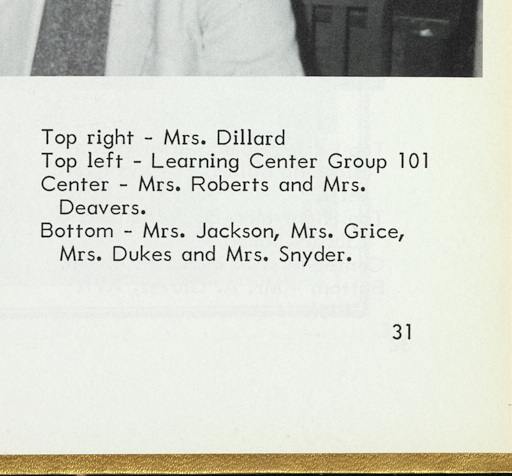 Top right - Mrs. Dillard
Top left - Learning Center Group 101
Center - Mrs. Roberts and Mrs.
Deavers.
Bottom - Mrs. Jackson, Mrs. Grice,
Mrs. Dukes and Mrs. Snyder.
31